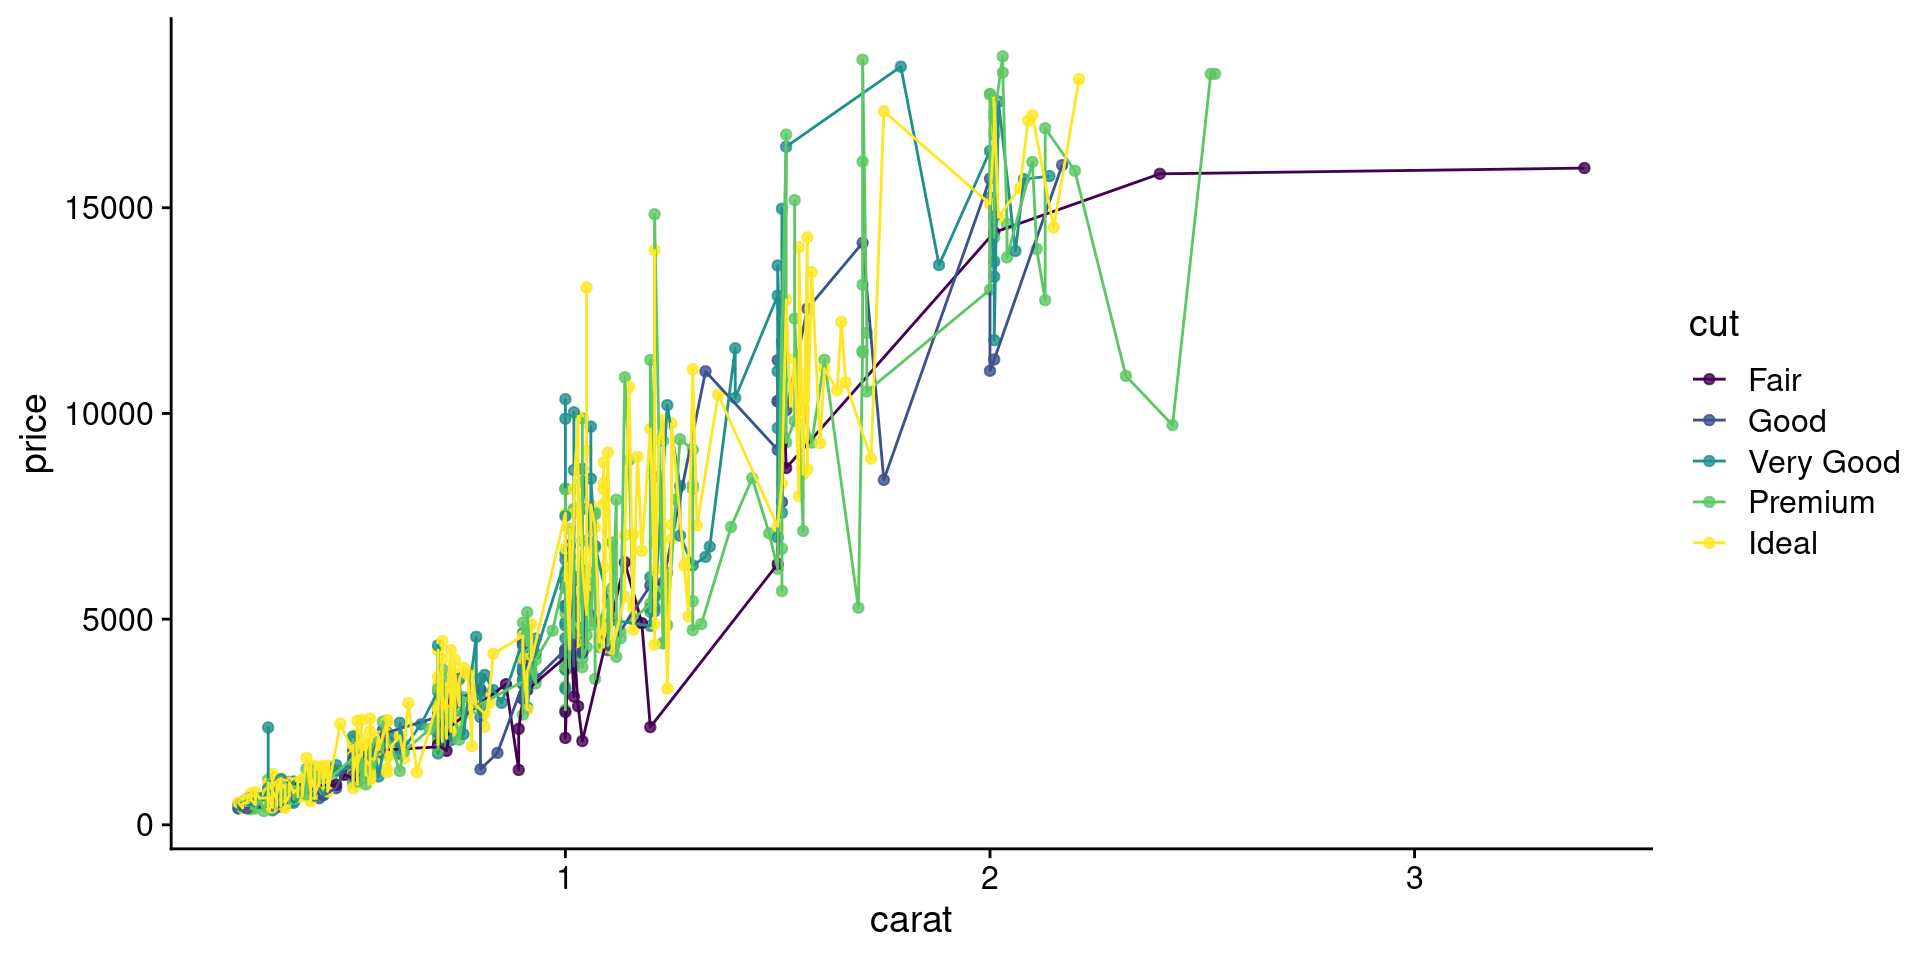 15000
10000
5000
0
price
1
2
3
carat
cut
Fair
Good
Very Good
Premium
Ideal